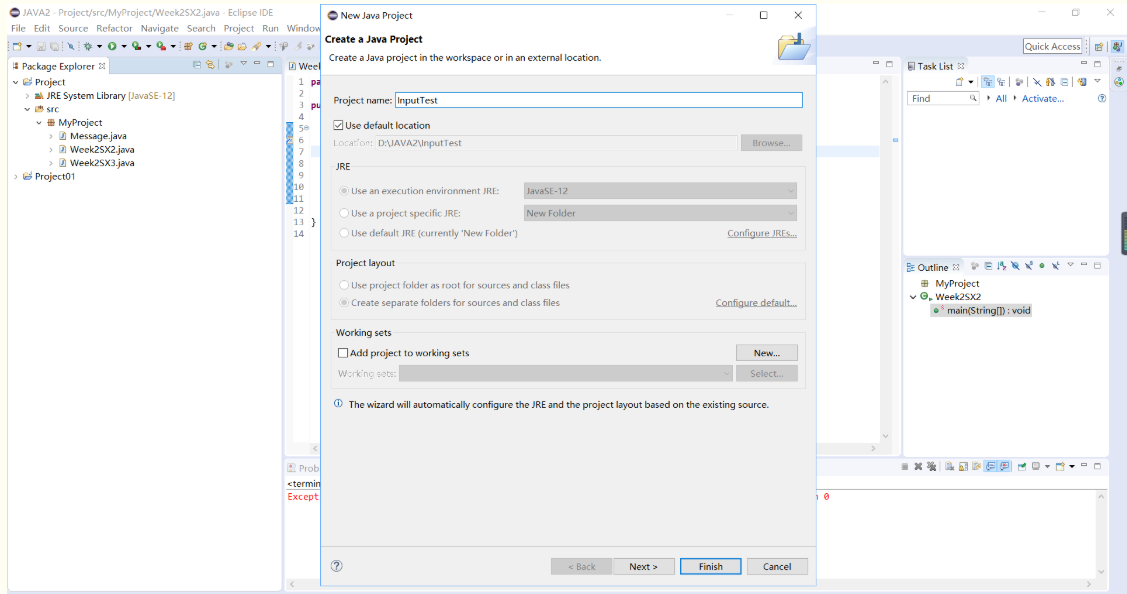 JAVA2 - Project/src/MyProject/Week2SX2.java - Eclipse IDE
File Edit Source Refactor Navigate Search Project Run Window
Quick Access
Package Explorer
Project
JRE System Library [JavaSE-12]
src
MyProject
Message.java
Week2SX2.java
Week2SX3.java
Project01
1 pa
2
3 pu
4
5
6
7
8
9
10
11
12
13 }
14
New Java Project
Create a Java Project
Create a Java project in the workspace or in an external location.
Project name: InputTest
Use default location
Location: D:\JAVA2\InputTest Browse...
JRE
Use an execution environment JRE: JavaSE-12
Use a project specific JRE: New Folder
Use default JRE (currently 'New Folder') Configure JREs...
Project layout
Use project folder as root for sources and class files
Create separate folders for sources and class files Configure default...
Working sets
Add project to working sets New...
Working sets: Select...
The wizard will automatically configure the JRE and the project layout based on the existing source.
< Back Next > Finish Cancel
Task List
Find All Activate...
Outline
MyProject
Week2SX2
main(String[]) : void
Prob
<termin
Except
0